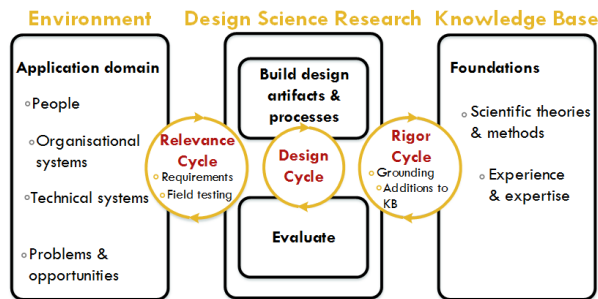 Environment
Design Science Research
Knowledge Base
Application domain
People
Organisational
systems
Technical systems
Problems &
opportunities
Relevance
Cycle
Requirements
Field testing
Build design
artifacts &
processes
Design
Cycle
Evaluate
Rigor
Cycle
Grounding
Additions to
KB
Foundations
Scientific theories
& methods
Experience
& expertise